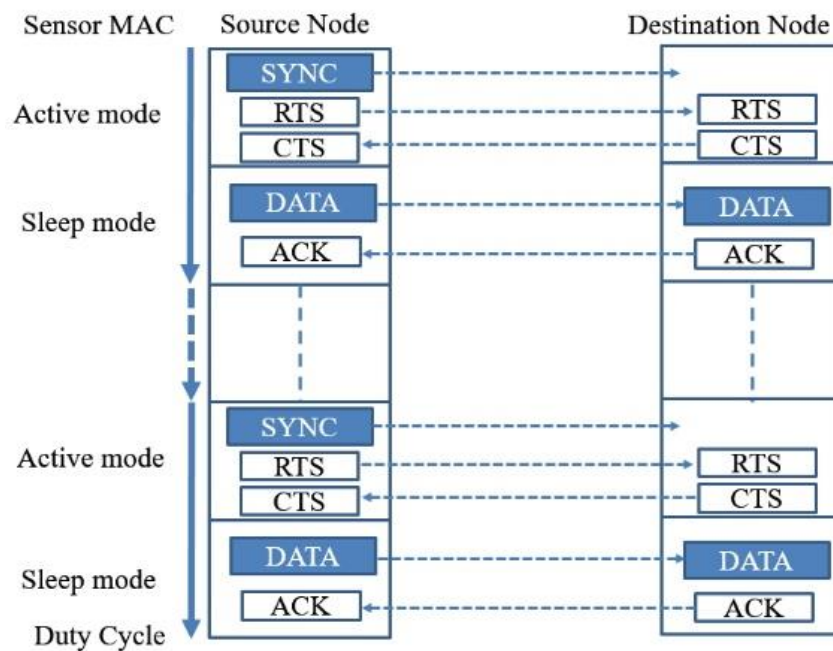 Sensor MAC Source Node Destination Node
SYNC
Active mode RTS RTS
CTS CTS
DATA DATA
Sleep mode
ACK ACK
SYNC
Active mode RTS RTS
CTS CTS
DATA DATA
Sleep mode
ACK ACK
Duty Cycle